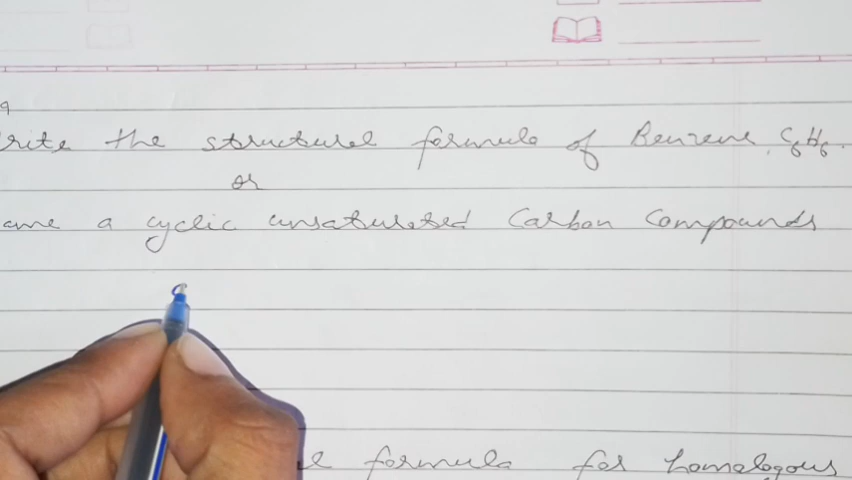 rite the structural formula of Benzene, C6H6.
or
ame a cyclic unsaturated Carbon Compounds
formula for homologous